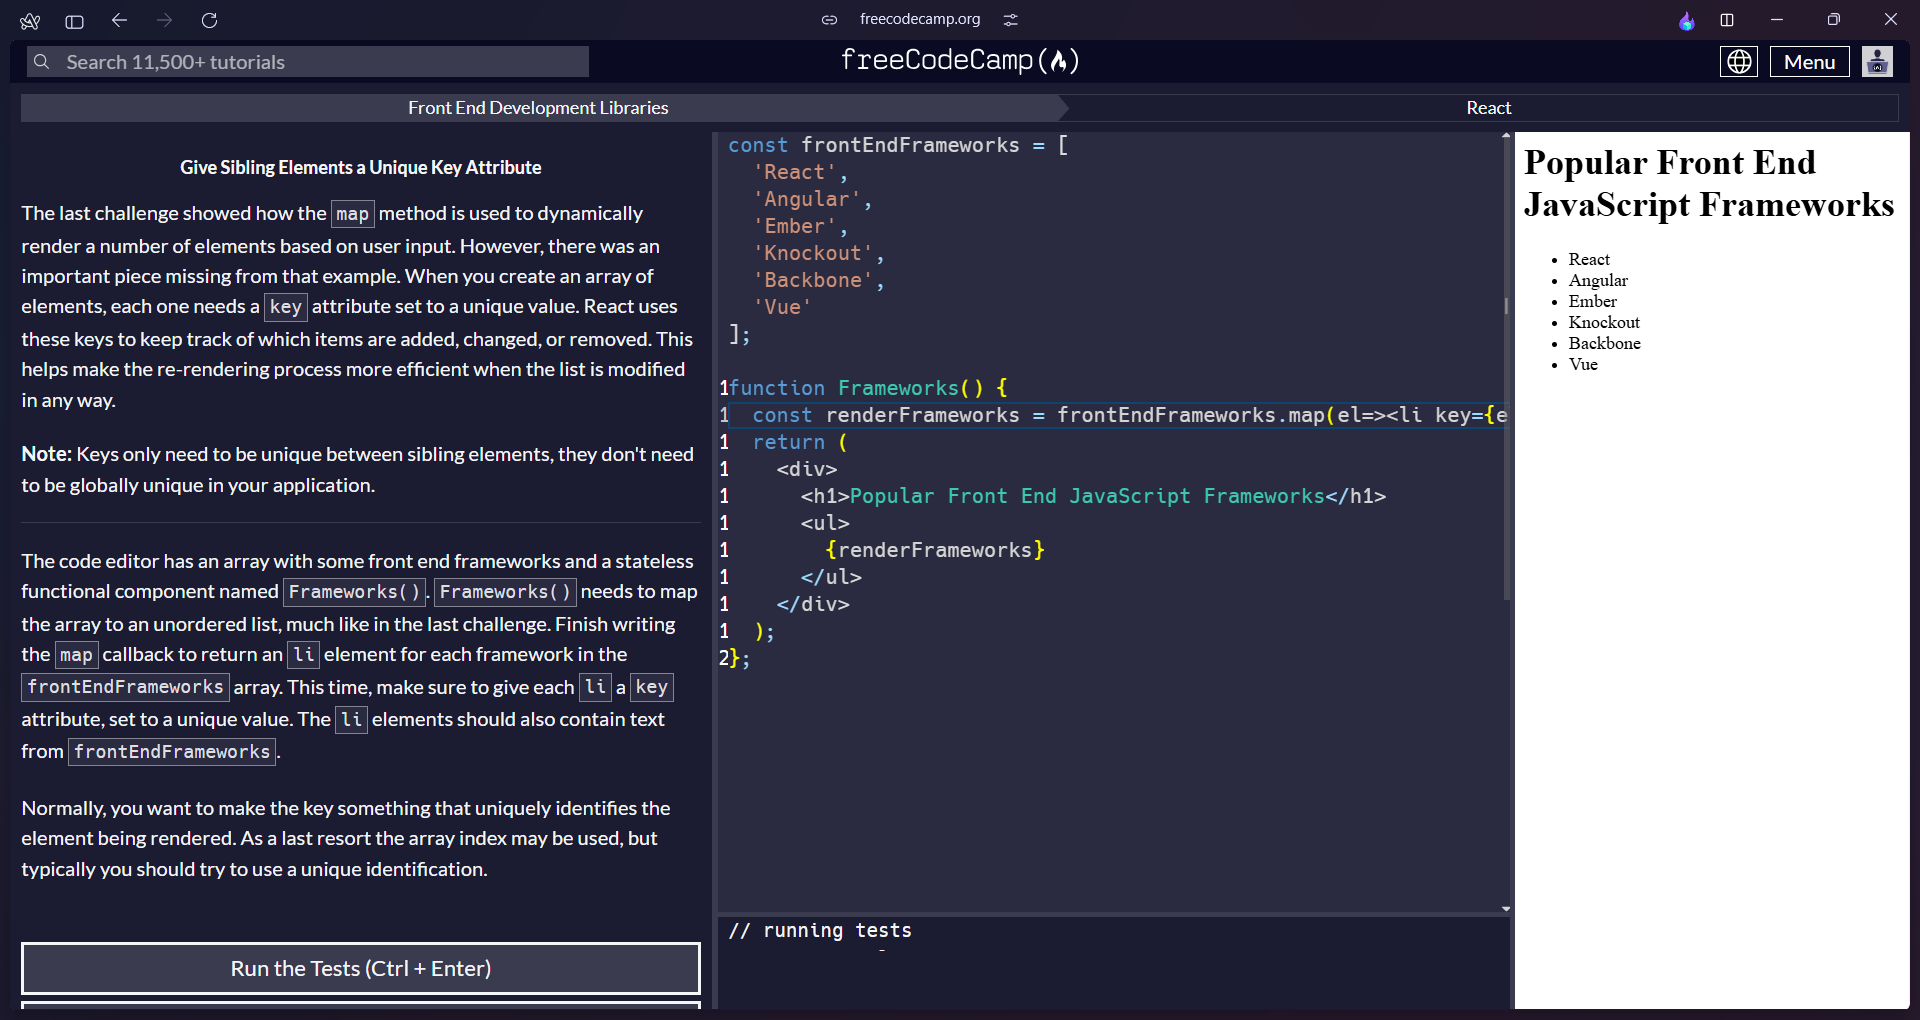 freecodecamp.org
Search 11,500+ tutorials
freeCodeCamp
Menu
Front End Development Libraries
React
Give Sibling Elements a Unique Key Attribute
The last challenge showed how the map method is used to dynamically
render a number of elements based on user input. However, there was an
important piece missing from that example. When you create an array of
elements, each one needs a key attribute set to a unique value. React uses
these keys to keep track of which items are added, changed, or removed. This
helps make the re-rendering process more efficient when the list is modified
in any way.
Note: Keys only need to be unique between sibling elements, they don't need
to be globally unique in your application.
The code editor has an array with some front end frameworks and a stateless
functional component named Frameworks(). Frameworks() needs to map
the array to an unordered list, much like in the last challenge. Finish writing
the map callback to return an li element for each framework in the
frontEndFrameworks array. This time, make sure to give each li a key
attribute, set to a unique value. The li elements should also contain text
from frontEndFrameworks.
Normally, you want to make the key something that uniquely identifies the
element being rendered. As a last resort the array index may be used, but
typically you should try to use a unique identification.
Run the Tests (Ctrl + Enter)
const frontEndFrameworks = [
'React',
'Angular',
'Ember',
'Knockout',
'Backbone',
'Vue'
];
1function Frameworks() {
1 const renderFrameworks = frontEndFrameworks.map(el=><li key={e
1 return (
1 <div>
1 <h1>Popular Front End JavaScript Frameworks</h1>
1 <ul>
1 {renderFrameworks}
1 </ul>
1 </div>
1 );
2};
// running tests
Popular Front End
JavaScript Frameworks
React
Angular
Ember
Knockout
Backbone
Vue